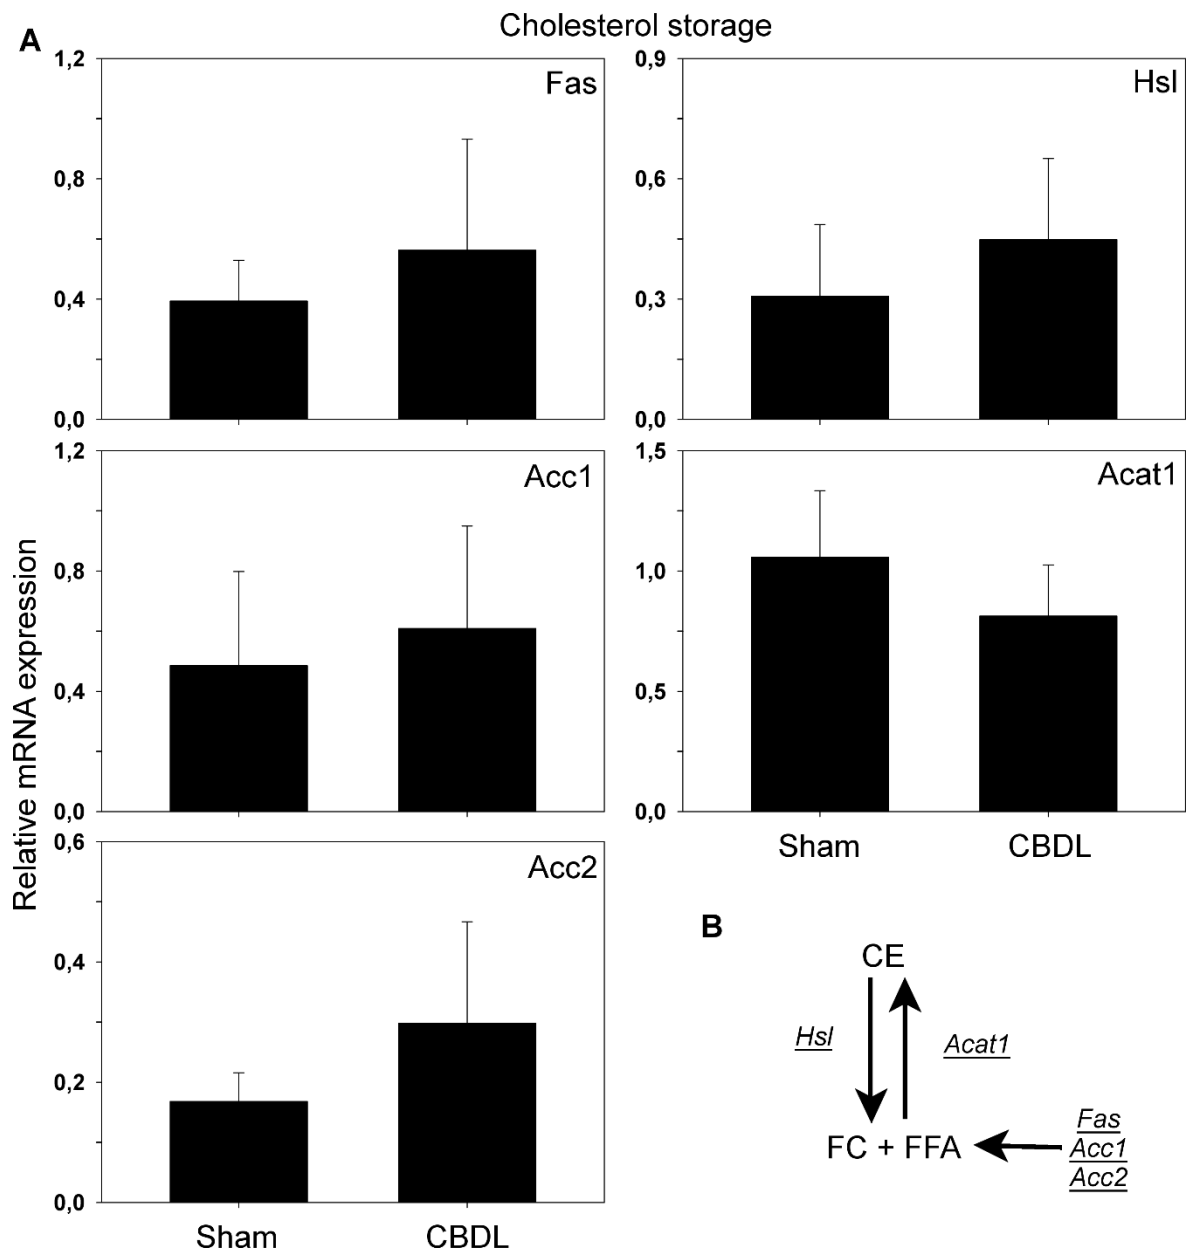 Cholesterol storage
A
Relative mRNA expression
Fas
1,2
0,8
0,4
0,0
Hsl
0,9
0,6
0,3
0,0
Acc1
1,2
0,8
0,4
0,0
Acat1
1,5
1,0
0,5
0,0
Sham CBDL
Acc2
0,6
0,4
0,2
0,0
Sham CBDL
B
CE
Hsl
Acat1
FC + FFA
Fas
Acc1
Acc2